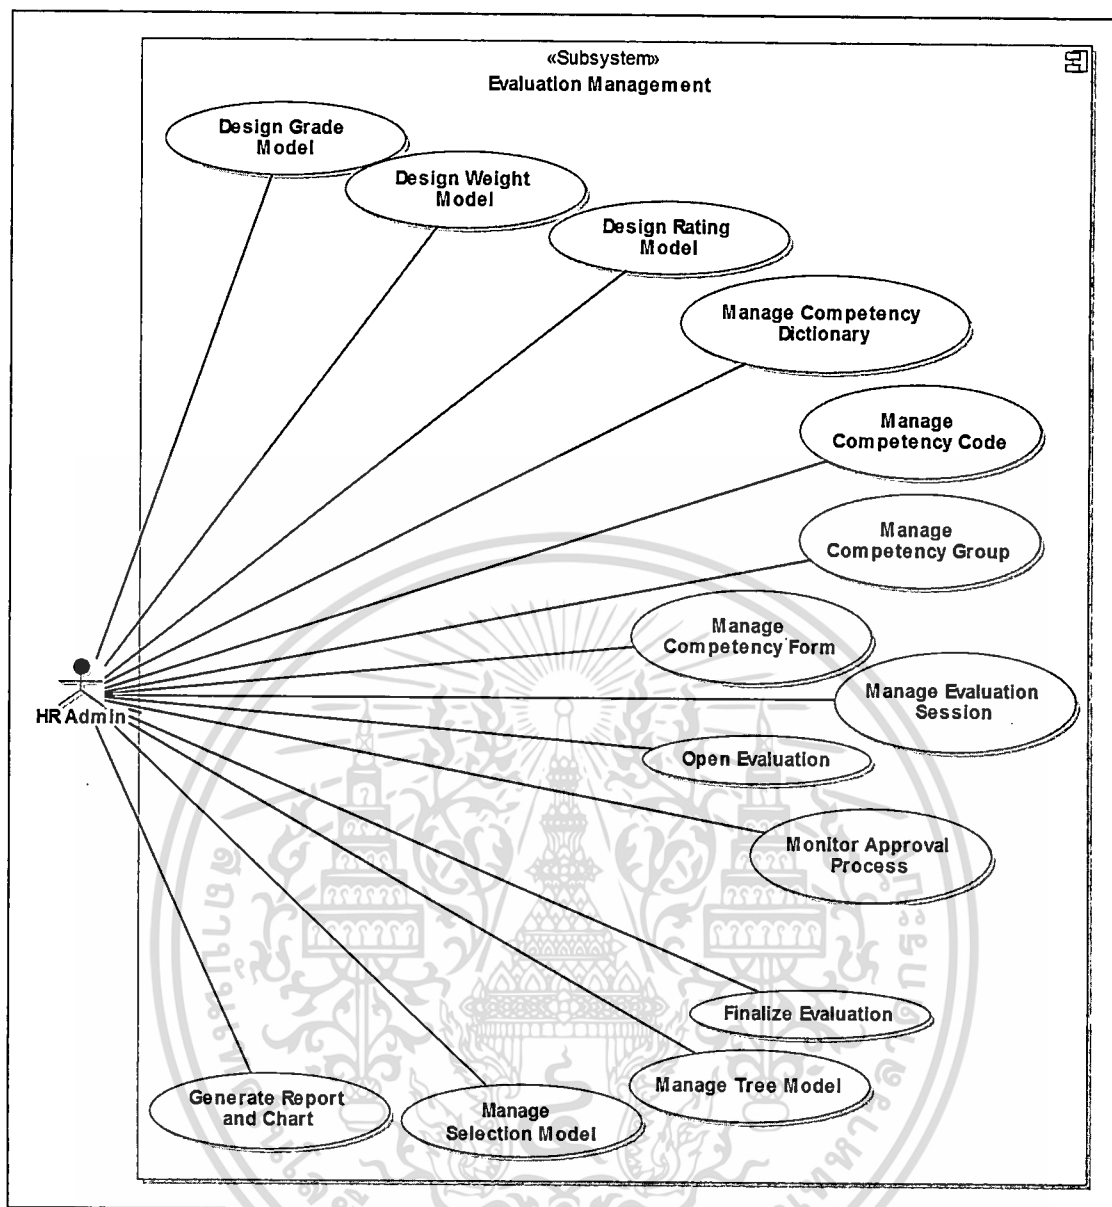 «Subsystem»
Evaluation Management
Design Grade
Model
Design Weight
Model
Design Rating
Model
Manage Competency
Dictionary
Manage
Competency Code
Manage
Competency Group
Manage
Competency Form
HR Admin
Manage Evaluation
Session
Open Evaluation
Monitor Approval
Process
Finalize Evaluation
Manage Tree Model
Generate Report
and Chart
Manage
Selection Model